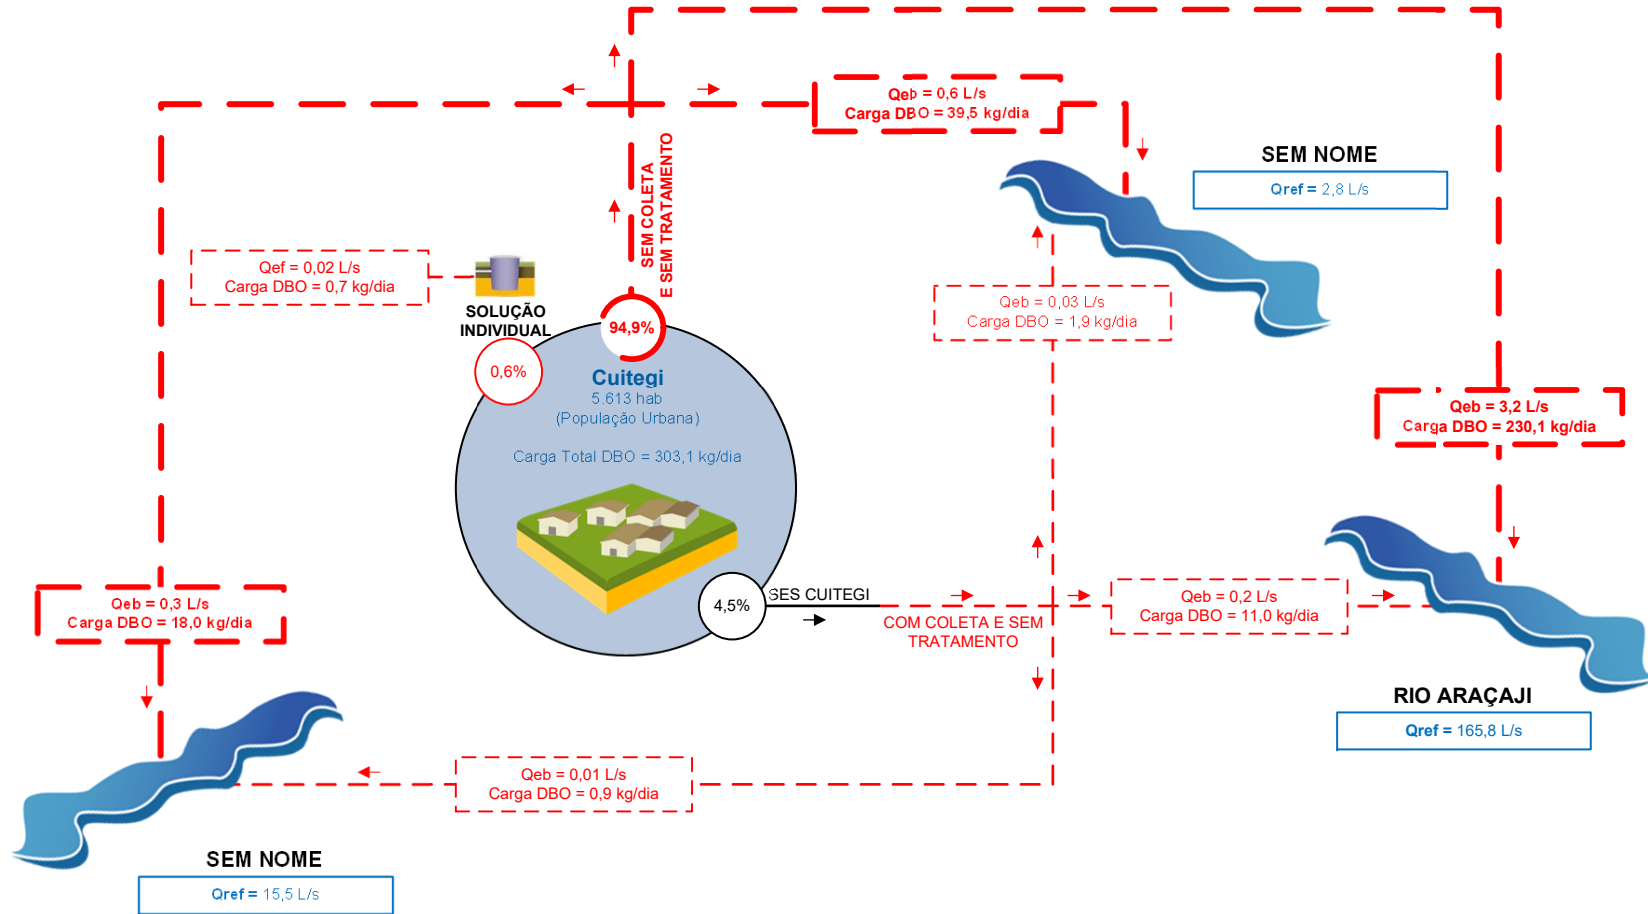 Qeb = 0,6 L/s
Carga DBO = 39,5 kg/dia
SEM COLETA
E SEM TRATAMENTO
SEM NOME
Qref = 2,8 L/s
Qef = 0,02 L/s
Carga DBO = 0,7 kg/dia
SOLUÇÃO
INDIVIDUAL
94,9%
0,6%
Qeb = 0,03 L/s
Carga DBO = 1,9 kg/dia
Cuitegi
5.613 hab
(População Urbana)
Carga Total DBO = 303,1 kg/dia
Qeb = 3,2 L/s
Carga DBO = 230,1 kg/dia
4,5%
SES CUITEGI
COM COLETA E SEM
TRATAMENTO
Qeb = 0,2 L/s
Carga DBO = 11,0 kg/dia
Qeb = 0,3 L/s
Carga DBO = 18,0 kg/dia
RIO ARAÇAJI
Qref = 165,8 L/s
Qeb = 0,01 L/s
Carga DBO = 0,9 kg/dia
SEM NOME
Qref = 15,5 L/s